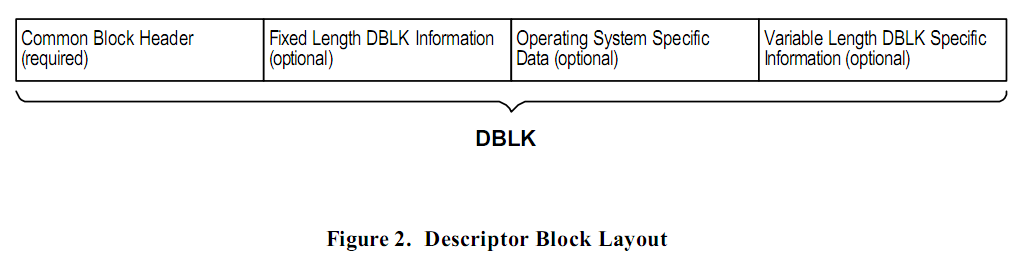 Common Block Header
(required)
Fixed Length DBLK Information
(optional)
Operating System Specific
Data (optional)
Variable Length DBLK Specific
Information (optional)
DBLK
Figure 2. Descriptor Block Layout